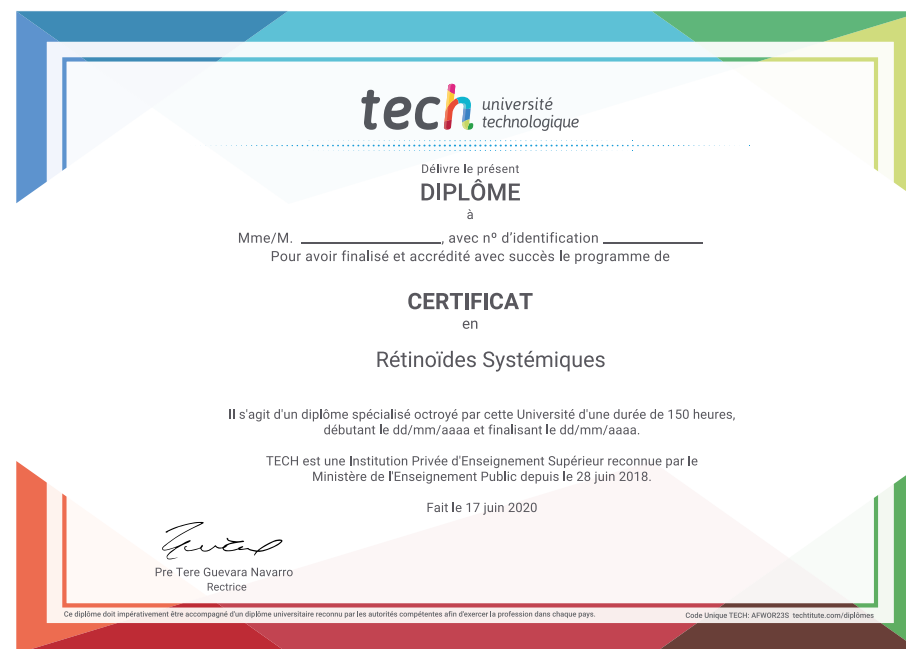 tech université
technologique
Délivre le présent
DIPLÔME
à
Mme/M. ____________________, avec nº d'identification ______________
Pour avoir finalisé et accrédité avec succès le programme de
CERTIFICAT
en
Rétinoïdes Systémiques
Il s'agit d'un diplôme spécialisé octroyé par cette Université d'une durée de 150 heures,
débutant le dd/mm/aaaa et finalisant le dd/mm/aaaa.
TECH est une Institution Privée d'Enseignement Supérieur reconnue par le
Ministère de l'Enseignement Public depuis le 28 juin 2018.
Fait le 17 juin 2020
Pre Tere Guevara Navarro
Rectrice
Ce diplôme doit impérativement être accompagné d'un diplôme universitaire reconnu par les autorités compétentes afin d'exercer la profession dans chaque pays.
Code Unique TECH: AFWOR23S techtitute.com/diplômes